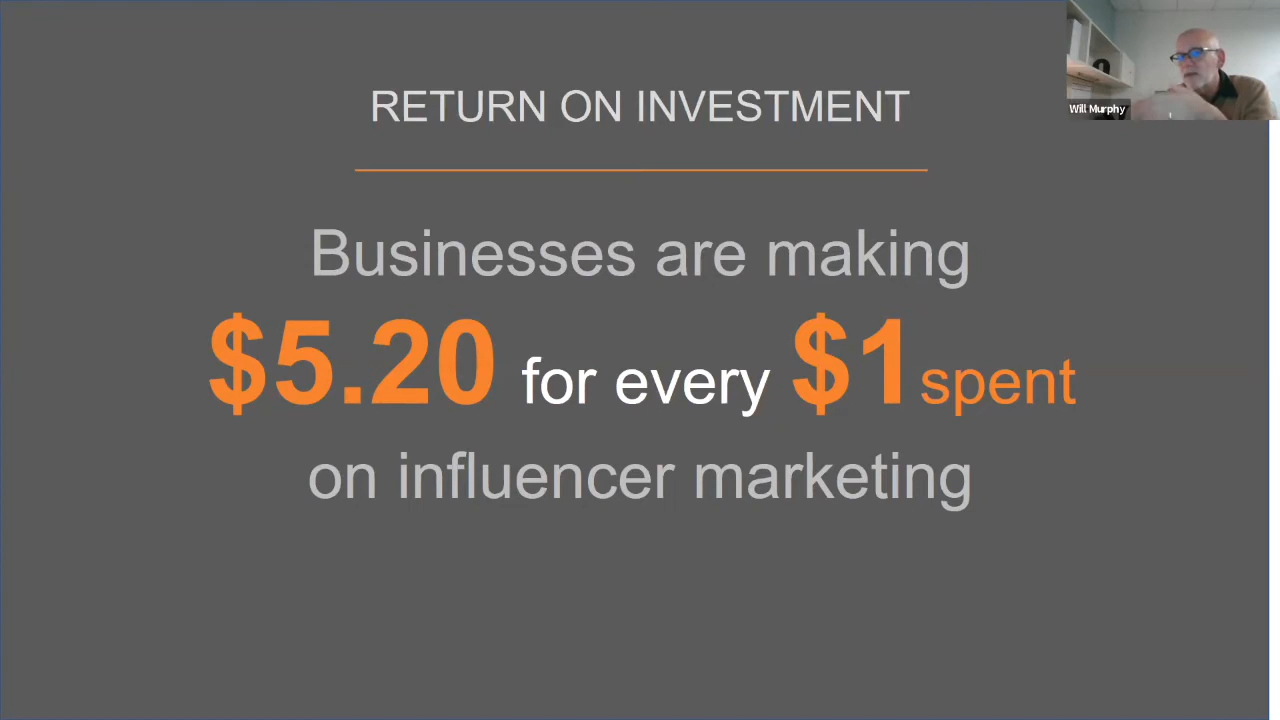 RETURN ON INVESTMENT
Will Murphy
Businesses are making
$5.20 for every $1 spent
on influencer marketing